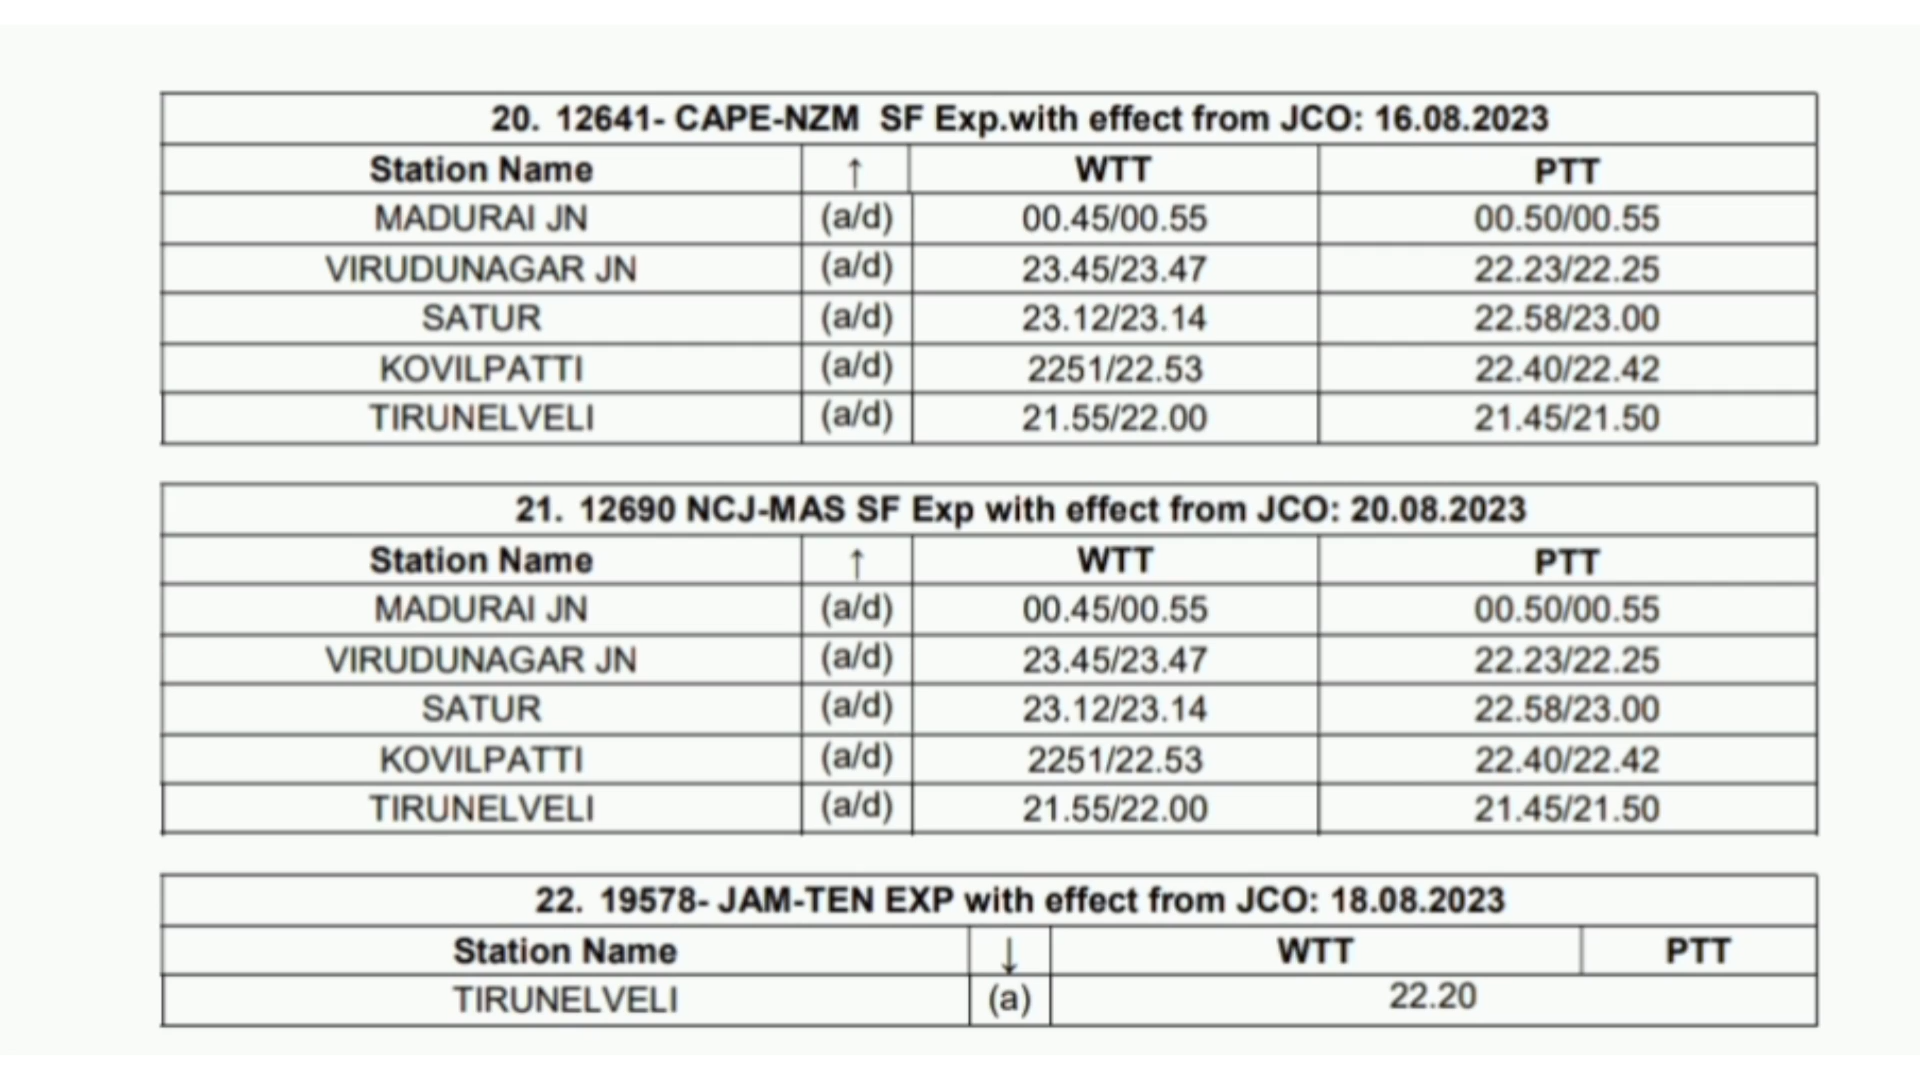 20. 12641- CAPE-NZM SF Exp.with effect from JCO: 16.08.2023
Station Name ↑ WTT PTT
MADURAI JN (a/d) 00.45/00.55 00.50/00.55
VIRUDUNAGAR JN (a/d) 23.45/23.47 22.23/22.25
SATUR (a/d) 23.12/23.14 22.58/23.00
KOVILPATTI (a/d) 2251/22.53 22.40/22.42
TIRUNELVELI (a/d) 21.55/22.00 21.45/21.50
21. 12690 NCJ-MAS SF Exp with effect from JCO: 20.08.2023
Station Name ↑ WTT PTT
MADURAI JN (a/d) 00.45/00.55 00.50/00.55
VIRUDUNAGAR JN (a/d) 23.45/23.47 22.23/22.25
SATUR (a/d) 23.12/23.14 22.58/23.00
KOVILPATTI (a/d) 2251/22.53 22.40/22.42
TIRUNELVELI (a/d) 21.55/22.00 21.45/21.50
22. 19578- JAM-TEN EXP with effect from JCO: 18.08.2023
Station Name ↓ WTT PTT
TIRUNELVELI (a) 22.20